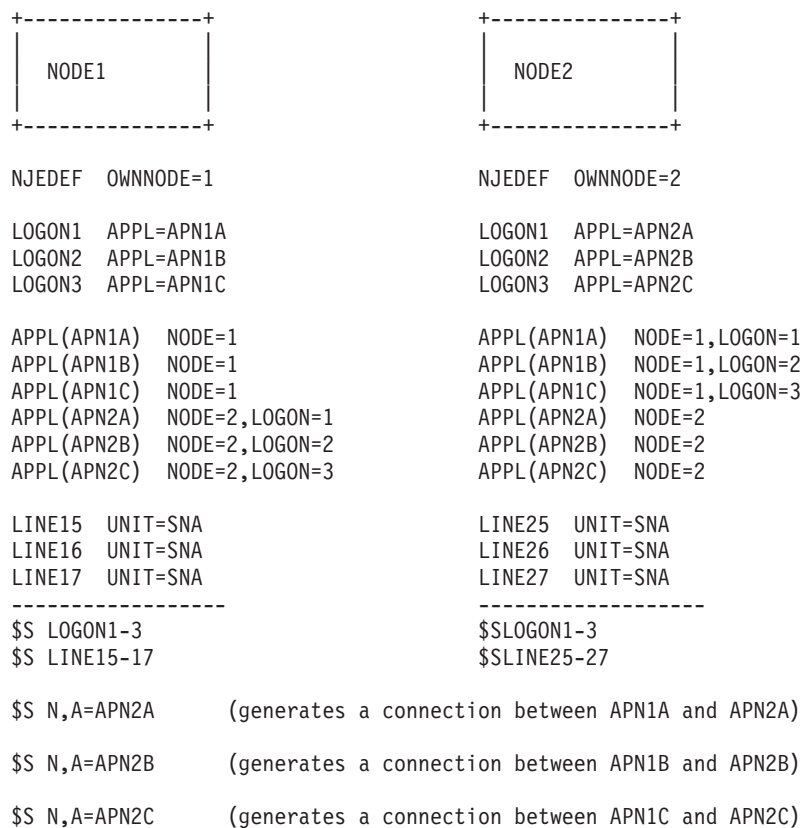 NODE1 NODE2
NJEDEF OWNNODE=1 NJEDEF OWNNODE=2
LOGON1 APPL=APN1A LOGON1 APPL=APN2A
LOGON2 APPL=APN1B LOGON2 APPL=APN2B
LOGON3 APPL=APN1C LOGON3 APPL=APN2C
APPL(APN1A) NODE=1 APPL(APN1A) NODE=1,LOGON=1
APPL(APN1B) NODE=1 APPL(APN1B) NODE=1,LOGON=2
APPL(APN1C) NODE=1 APPL(APN1C) NODE=1,LOGON=3
APPL(APN2A) NODE=2,LOGON=1 APPL(APN2A) NODE=2
APPL(APN2B) NODE=2,LOGON=2 APPL(APN2B) NODE=2
APPL(APN2C) NODE=2,LOGON=3 APPL(APN2C) NODE=2
LINE15 UNIT=SNA LINE25 UNIT=SNA
LINE16 UNIT=SNA LINE26 UNIT=SNA
LINE17 UNIT=SNA LINE27 UNIT=SNA
------------------ -------------------
$S LOGON1-3 $SLOGON1-3
$S LINE15-17 $SLINE25-27
$S N,A=APN2A (generates a connection between APN1A and APN2A)
$S N,A=APN2B (generates a connection between APN1B and APN2B)
$S N,A=APN2C (generates a connection between APN1C and APN2C)